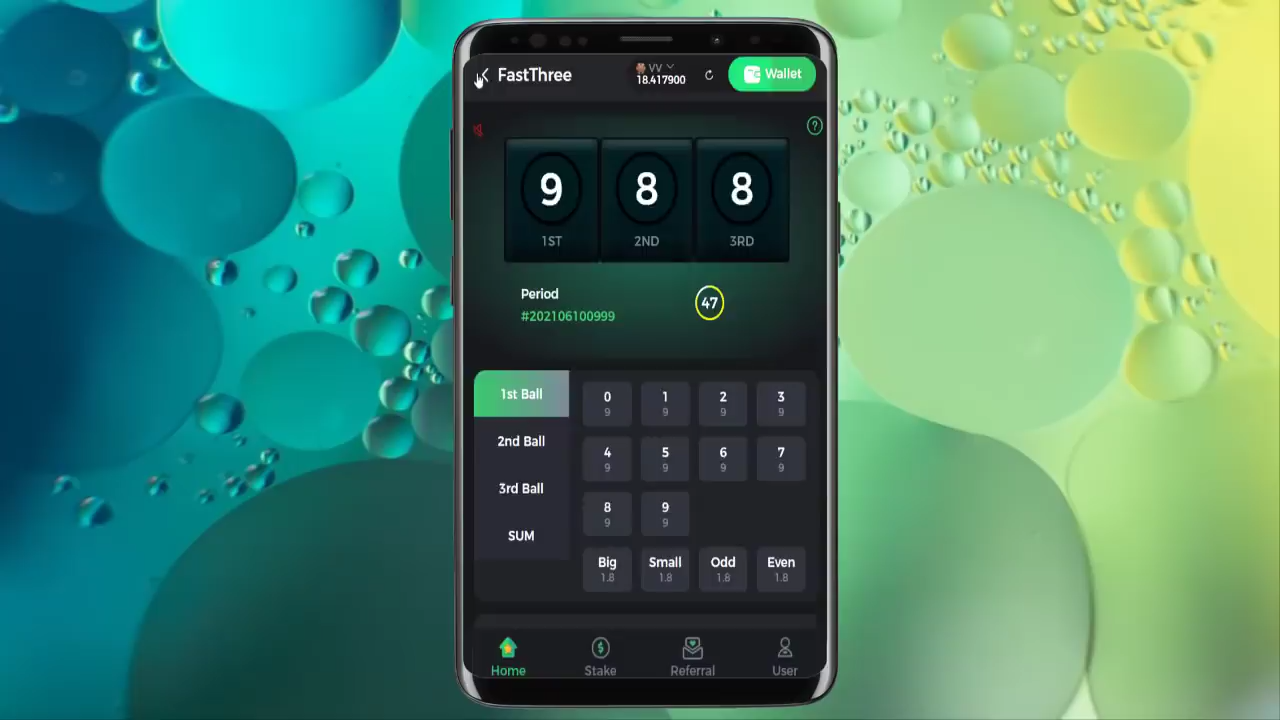 FastThree
VV
18.417900
Wallet
?
9 8 8
1ST 2ND 3RD
Period
#202106100999
47
1st Ball
2nd Ball
3rd Ball
SUM
0 1 2 3
9 9 9 9
4 5 6 7
9 9 9 9
8 9
9 9
Big Small Odd Even
1.8 1.8 1.8 1.8
Home Stake Referral User